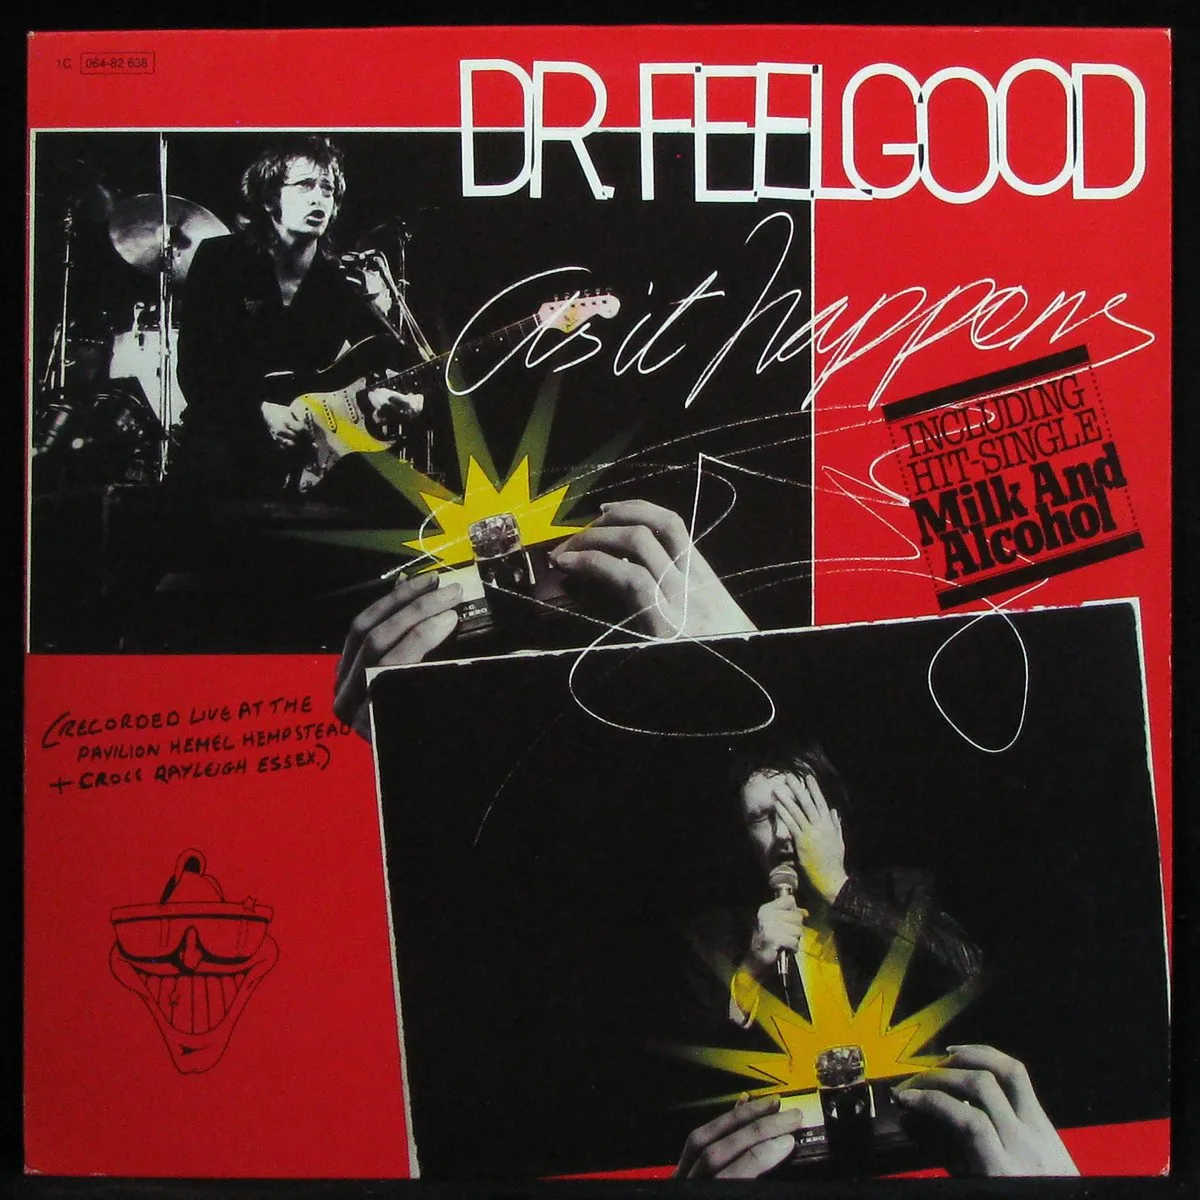 1C 064-82 638
DR. FEELGOOD
as it happens
INCLUDING
HIT-SINGLE
Milk And
Alcohol
(RECORDED LIVE AT THE
PAVILION HEMEL HEMPSTEAD
+ CROCS RAYLEIGH ESSEX.)